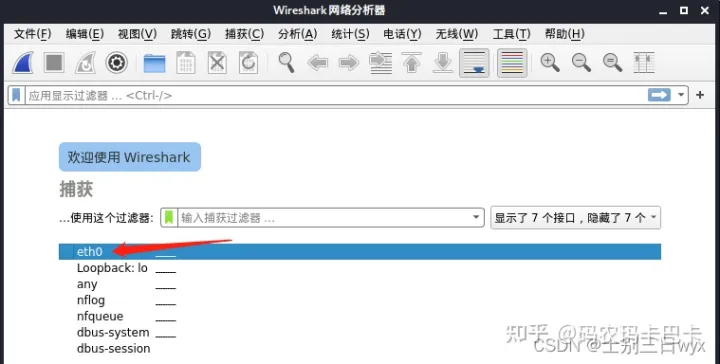 Wireshark 网络分析器
文件(F) 编辑(E) 视图(V) 跳转(G) 捕获(C) 分析(A) 统计(S) 电话(Y) 无线(W) 工具(T) 帮助(H)
应用显示过滤器 … <Ctrl-/>
欢迎使用 Wireshark
捕获
…使用这个过滤器: 输入捕获过滤器 … 显示了 7 个接口，隐藏了 7 个
eth0
Loopback: lo
any
nflog
nfqueue
dbus-system
dbus-session
知乎 @码农玛卡巴卡
CSDN @士别三日wyx